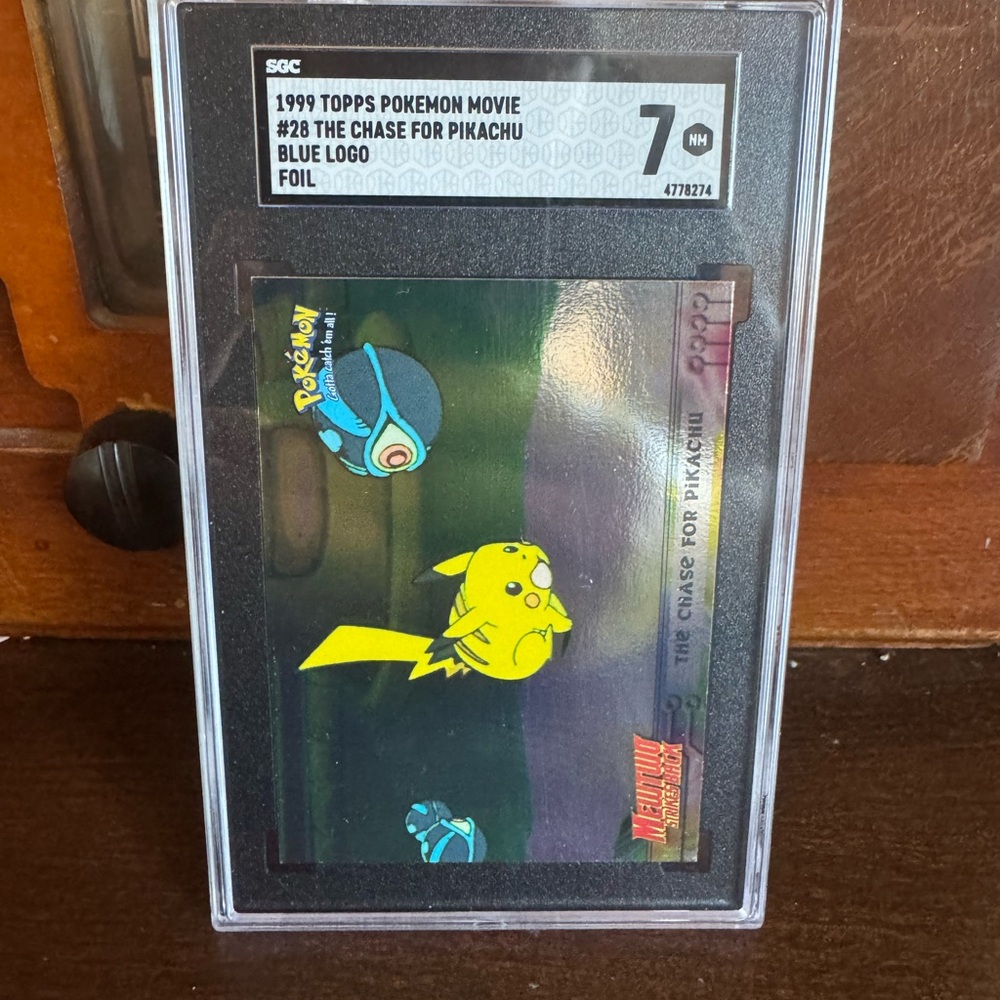 SGC
1999 TOPPS POKEMON MOVIE
#28 THE CHASE FOR PIKACHU
BLUE LOGO
FOIL
7
NM
4778274
POKéMON
Gotta catch 'em all!
THE CHASE FOR PIKACHU
MEWTWO
STRIKES BACK